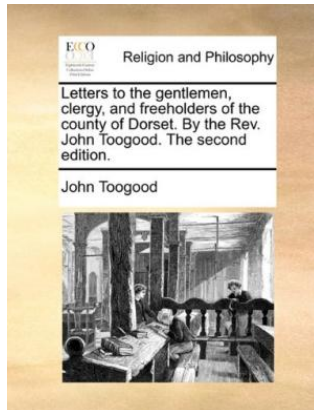 ECCO
Religion and Philosophy
Letters to the gentlemen,
clergy, and freeholders of the
county of Dorset. By the Rev.
John Toogood. The second
edition.
John Toogood